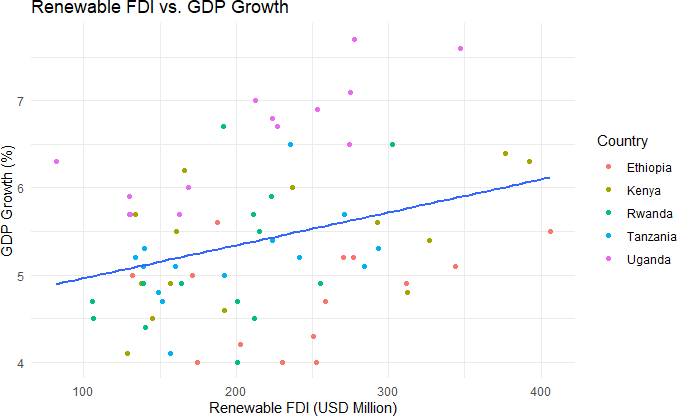 Renewable FDI vs. GDP Growth
7
6
5
4
GDP Growth (%)
100 200 300 400
Renewable FDI (USD Million)
Country
Ethiopia
Kenya
Rwanda
Tanzania
Uganda